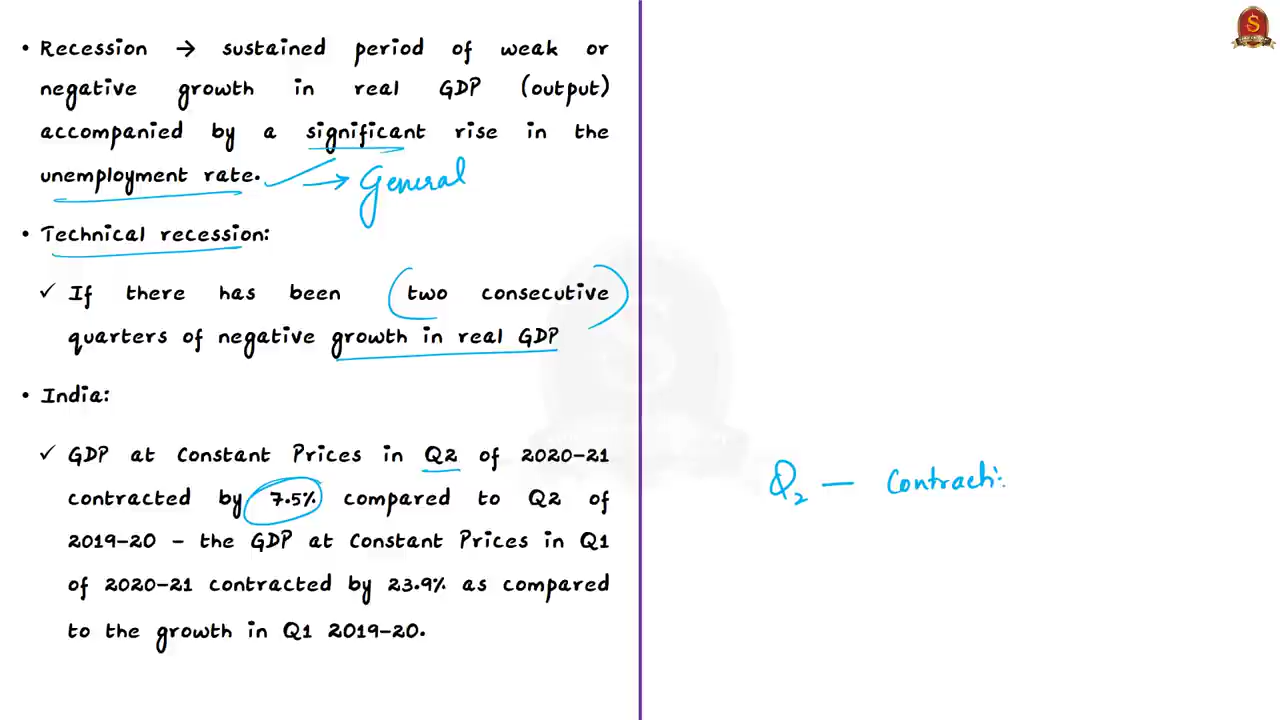 • Recession → sustained period of weak or
negative growth in real GDP (output)
accompanied by a significant rise in the
unemployment rate.
→ General
• Technical recession:
✓ If there has been two consecutive
quarters of negative growth in real GDP
• India:
✓ GDP at Constant Prices in Q2 of 2020-21
contracted by 7.5% compared to Q2 of
2019-20 - the GDP at Constant Prices in Q1
of 2020-21 contracted by 23.9% as compared
to the growth in Q1 2019-20.
Q2 — Contracti
S